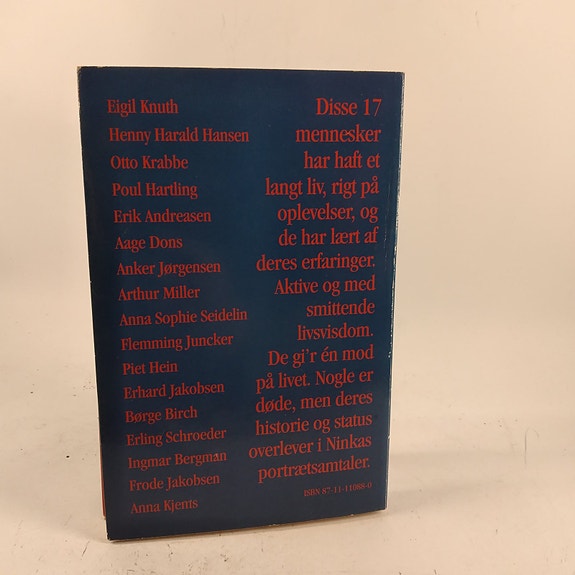 Eigil Knuth
Henny Harald Hansen
Otto Krabbe
Poul Hartling
Erik Andreasen
Aage Dons
Anker Jørgensen
Arthur Miller
Anna Sophie Seidelin
Flemming Juncker
Piet Hein
Erhard Jakobsen
Børge Birch
Erling Schroeder
Ingmar Bergman
Frode Jakobsen
Anna Kjents
Disse 17
mennesker
har haft et
langt liv, rigt på
oplevelser, og
de har lært af
deres erfaringer.
Aktive og med
smittende
livsvisdom.
De gi'r én mod
på livet. Nogle er
døde, men deres
historie og status
overlever i Ninkas
portrætsamtaler.